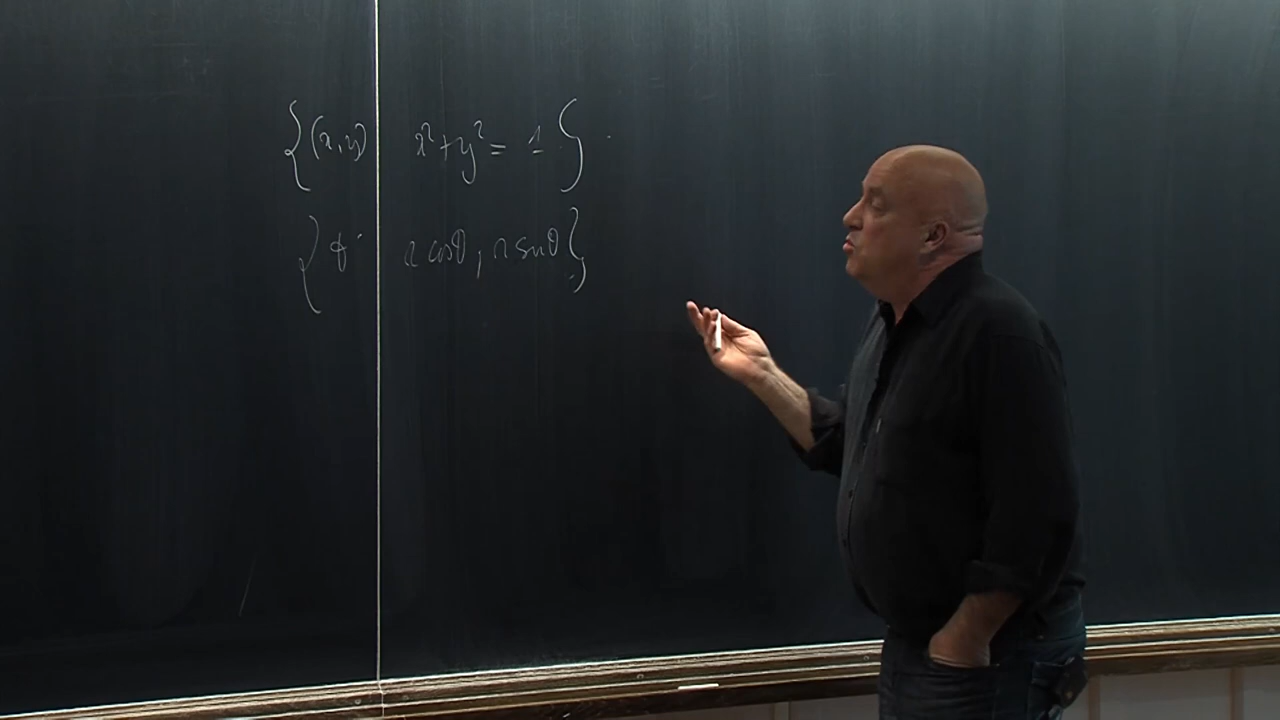 {(x,y) x²+y² = 1}.
{ r cosθ, r sinθ}